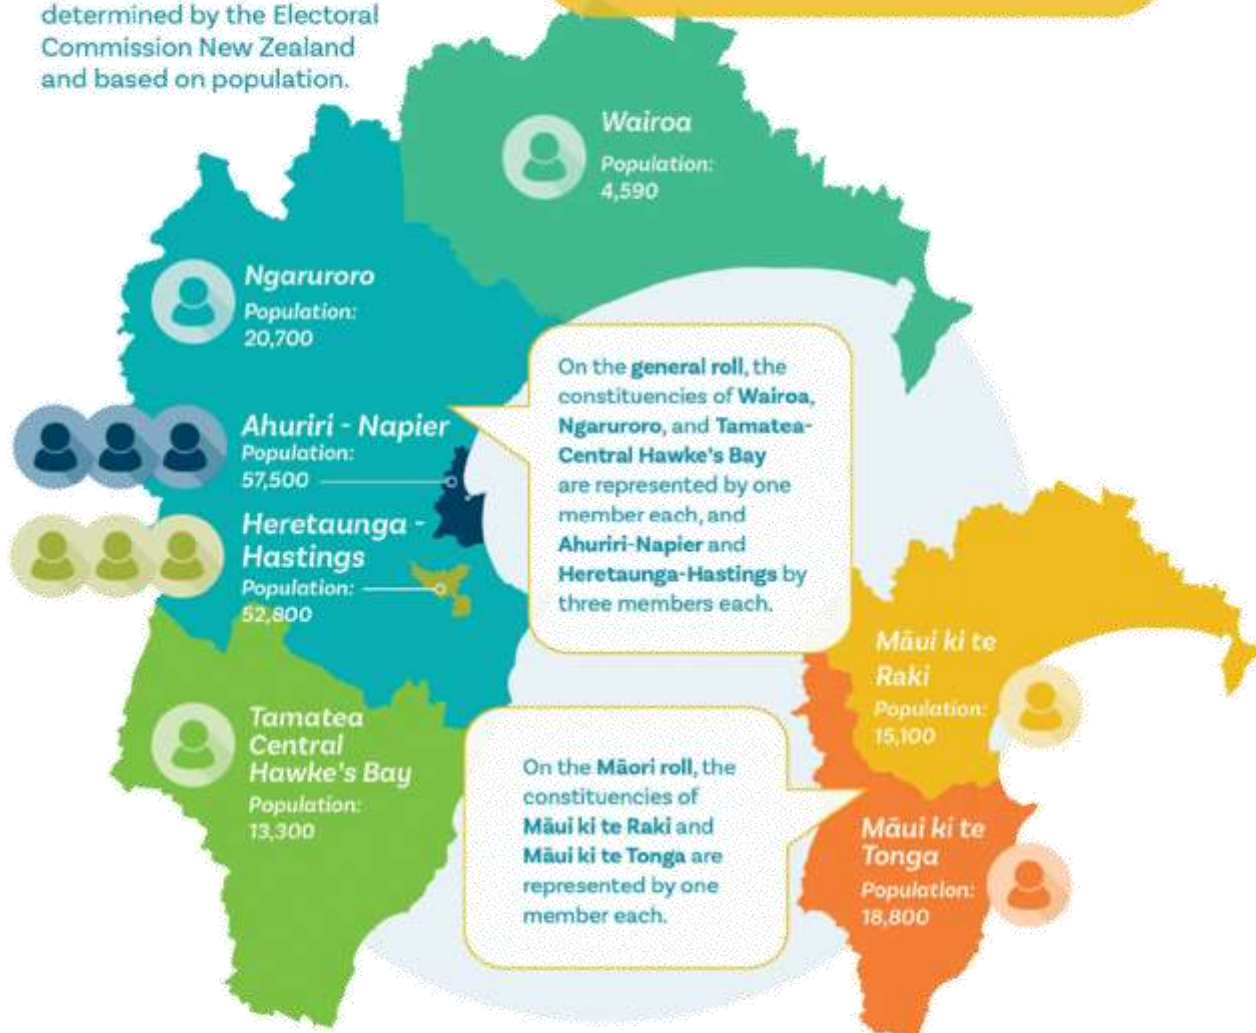 determined by the Electoral
Commission New Zealand
and based on population.
Wairoa
Population:
4,590
Ngaruroro
Population:
20,700
Ahuriri - Napier
Population:
57,500
Heretaunga -
Hastings
Population:
52,800
Tamatea
Central
Hawke's Bay
Population:
13,300
On the general roll, the
constituencies of Wairoa,
Ngaruroro, and Tamatea-
Central Hawke's Bay
are represented by one
member each, and
Ahuriri-Napier and
Heretaunga-Hastings by
three members each.
On the Māori roll, the
constituencies of
Māui ki te Raki and
Māui ki te Tonga are
represented by one
member each.
Māui ki te
Raki
Population:
15,100
Māui ki te
Tonga
Population:
18,800